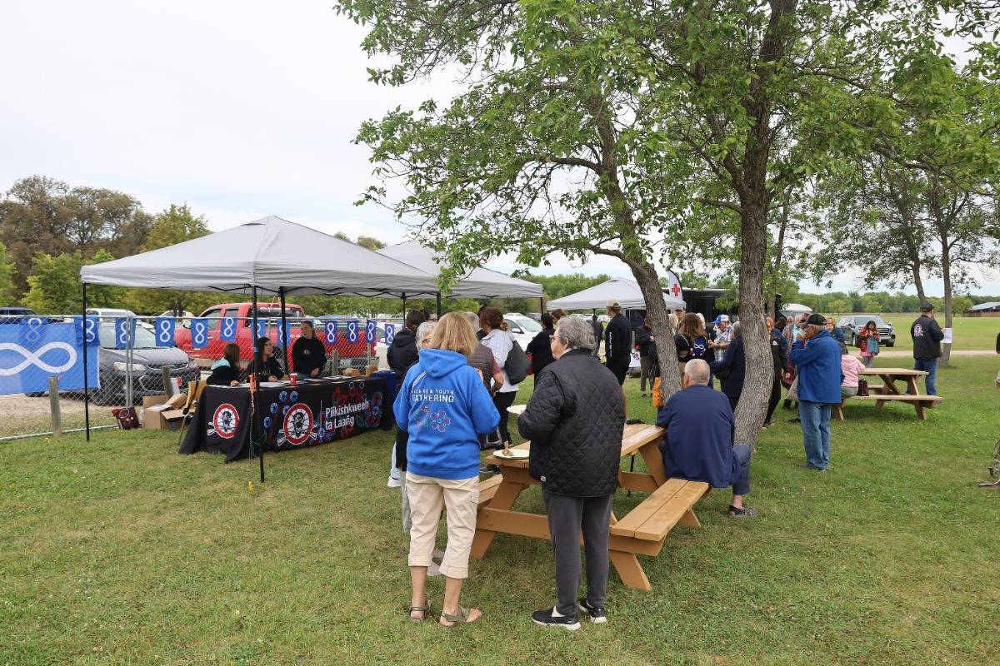 Piikishkweeh
ta Laang
ELDERS & YOUTH
GATHERING